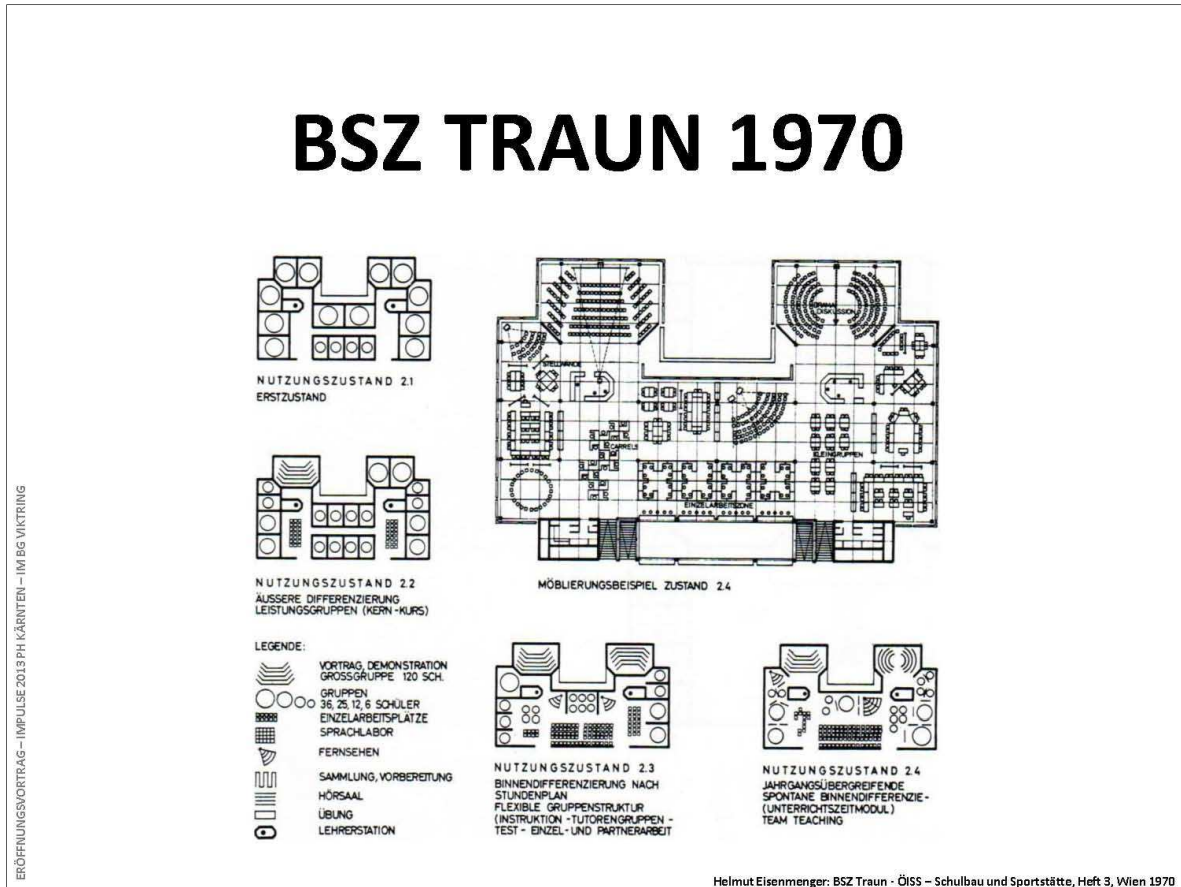 BSZ TRAUN 1970
NUTZUNGSZUSTAND 2.1
ERSTZUSTAND
NUTZUNGSZUSTAND 2.2
ÄUSSERE DIFFERENZIERUNG
LEISTUNGSGRUPPEN (KERN-KURS)
LEGENDE:
VORTRAG, DEMONSTRATION
GROSSGRUPPE 120 SCH.
GRUPPEN
36, 25, 12, 6 SCHÜLER
EINZELARBEITSPLÄTZE
SPRACHLABOR
FERNSEHEN
SAMMLUNG, VORBEREITUNG
HÖRSAAL
ÜBUNG
LEHRERSTATION
STELLWÄNDE
CARRELS
DRAMA
DISKUSSION
KLEINGRUPPEN
EINZELARBEITSZONE
MÖBLIERUNGSBEISPIEL ZUSTAND 2.4
NUTZUNGSZUSTAND 2.3
BINNENDIFFERENZIERUNG NACH
STUNDENPLAN
FLEXIBLE GRUPPENSTRUKTUR
(INSTRUKTION - TUTORENGRUPPEN -
TEST - EINZEL - UND PARTNERARBEIT
NUTZUNGSZUSTAND 2.4
JAHRGANGSÜBERGREIFENDE
SPONTANE BINNENDIFFERENZIE-
(UNTERRICHTSZEITMODUL)
TEAM TEACHING
ERÖFFNUNGSVORTRAG – IMPULSE 2013 PH KÄRNTEN – IM BG VIKTRING
Helmut Eisenmenger: BSZ Traun - ÖISS – Schulbau und Sportstätte, Heft 3, Wien 1970